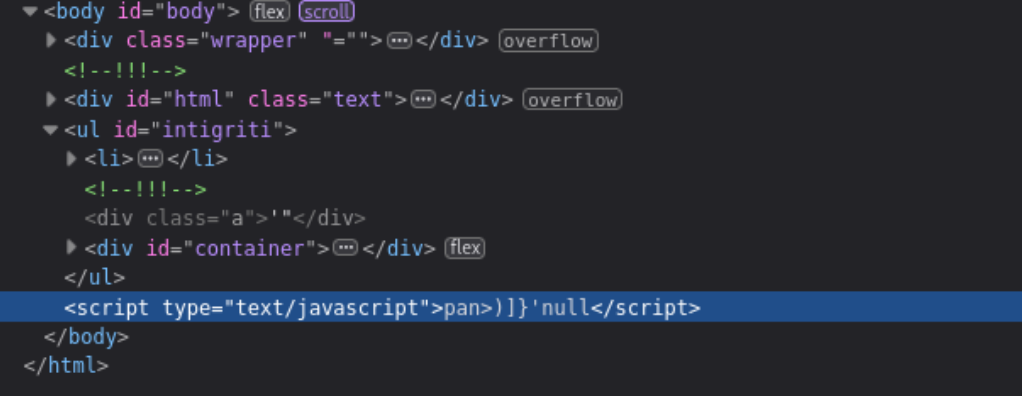 <body id="body"> flex scroll
<div class="wrapper" "=""> ··· </div> overflow
<!--!!!-->
<div id="html" class="text"> ··· </div> overflow
<ul id="intigriti">
<li> ··· </li>
<!--!!!-->
<div class="a">'"</div>
<div id="container"> ··· </div> flex
</ul>
<script type="text/javascript">pan>)]}'null</script>
</body>
</html>